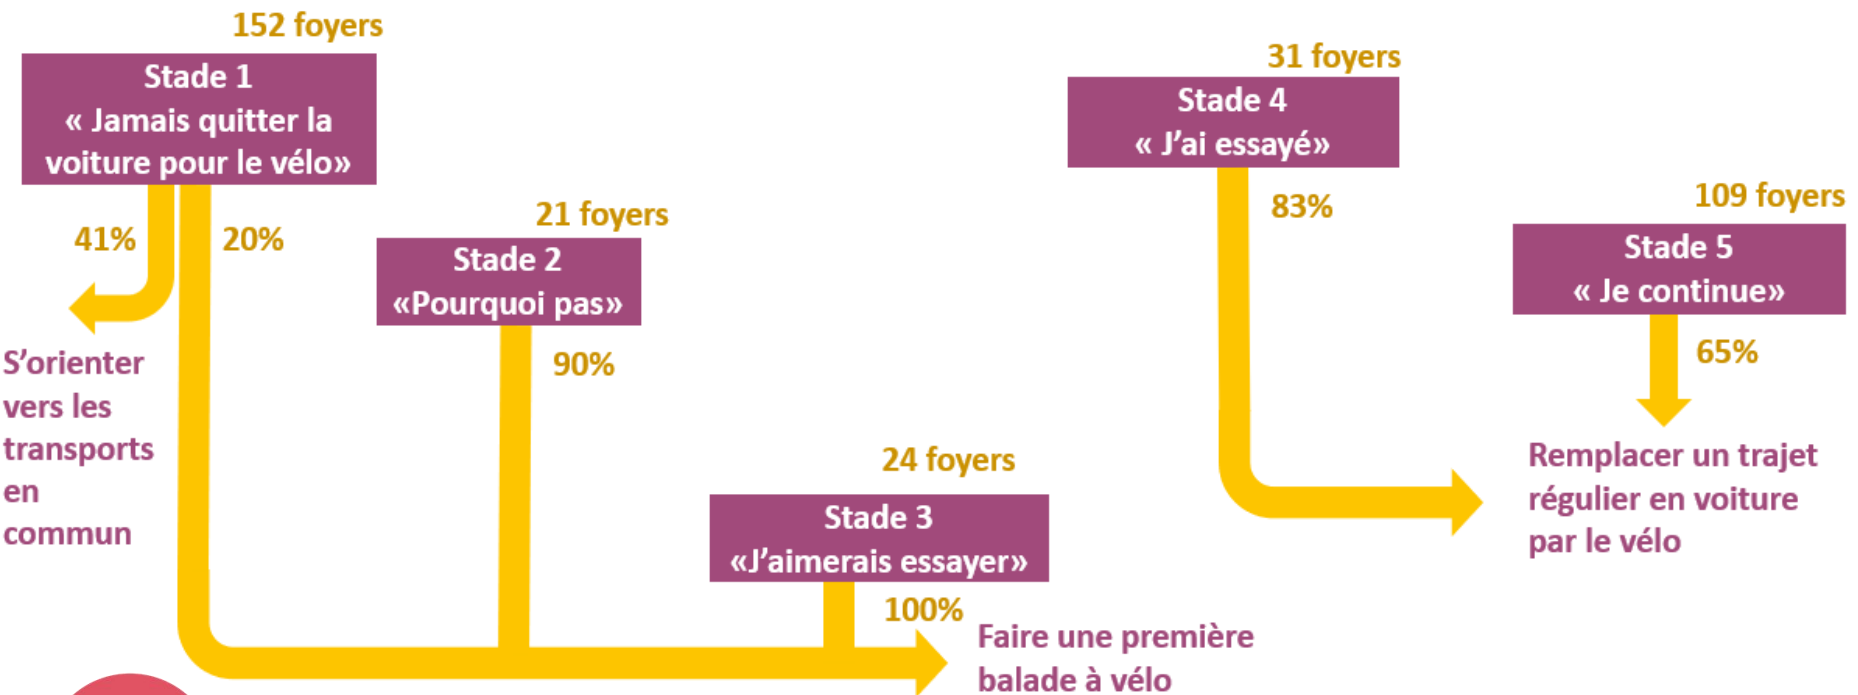 152 foyers
Stade 1
« Jamais quitter la
voiture pour le vélo»
41%
20%
S’orienter
vers les
transports
en
commun
21 foyers
Stade 2
«Pourquoi pas»
90%
24 foyers
Stade 3
«J’aimerais essayer»
100%
Faire une première
balade à vélo
31 foyers
Stade 4
« J’ai essayé»
83%
109 foyers
Stade 5
« Je continue»
65%
Remplacer un trajet
régulier en voiture
par le vélo